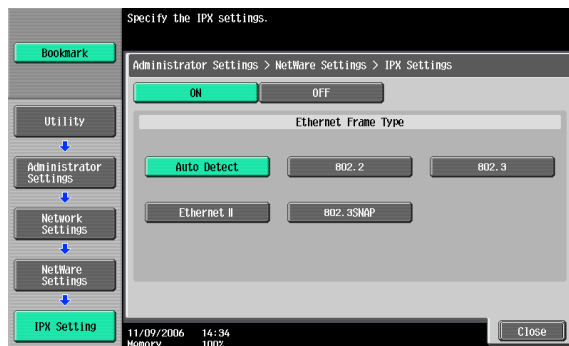 Specify the IPX settings.
Bookmark
Administrator Settings > NetWare Settings > IPX Settings
ON
OFF
Ethernet Frame Type
Auto Detect
802.2
802.3
Ethernet Ⅱ
802.3SNAP
Utility
Administrator
Settings
Network
Settings
NetWare
Settings
IPX Setting
11/09/2006 14:34
Memory 100%
Close